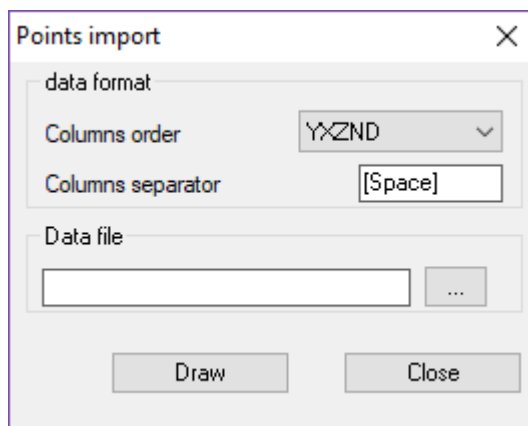 Points import
data format
Columns order YXZND
Columns separator [Space]
Data file
...
Draw Close